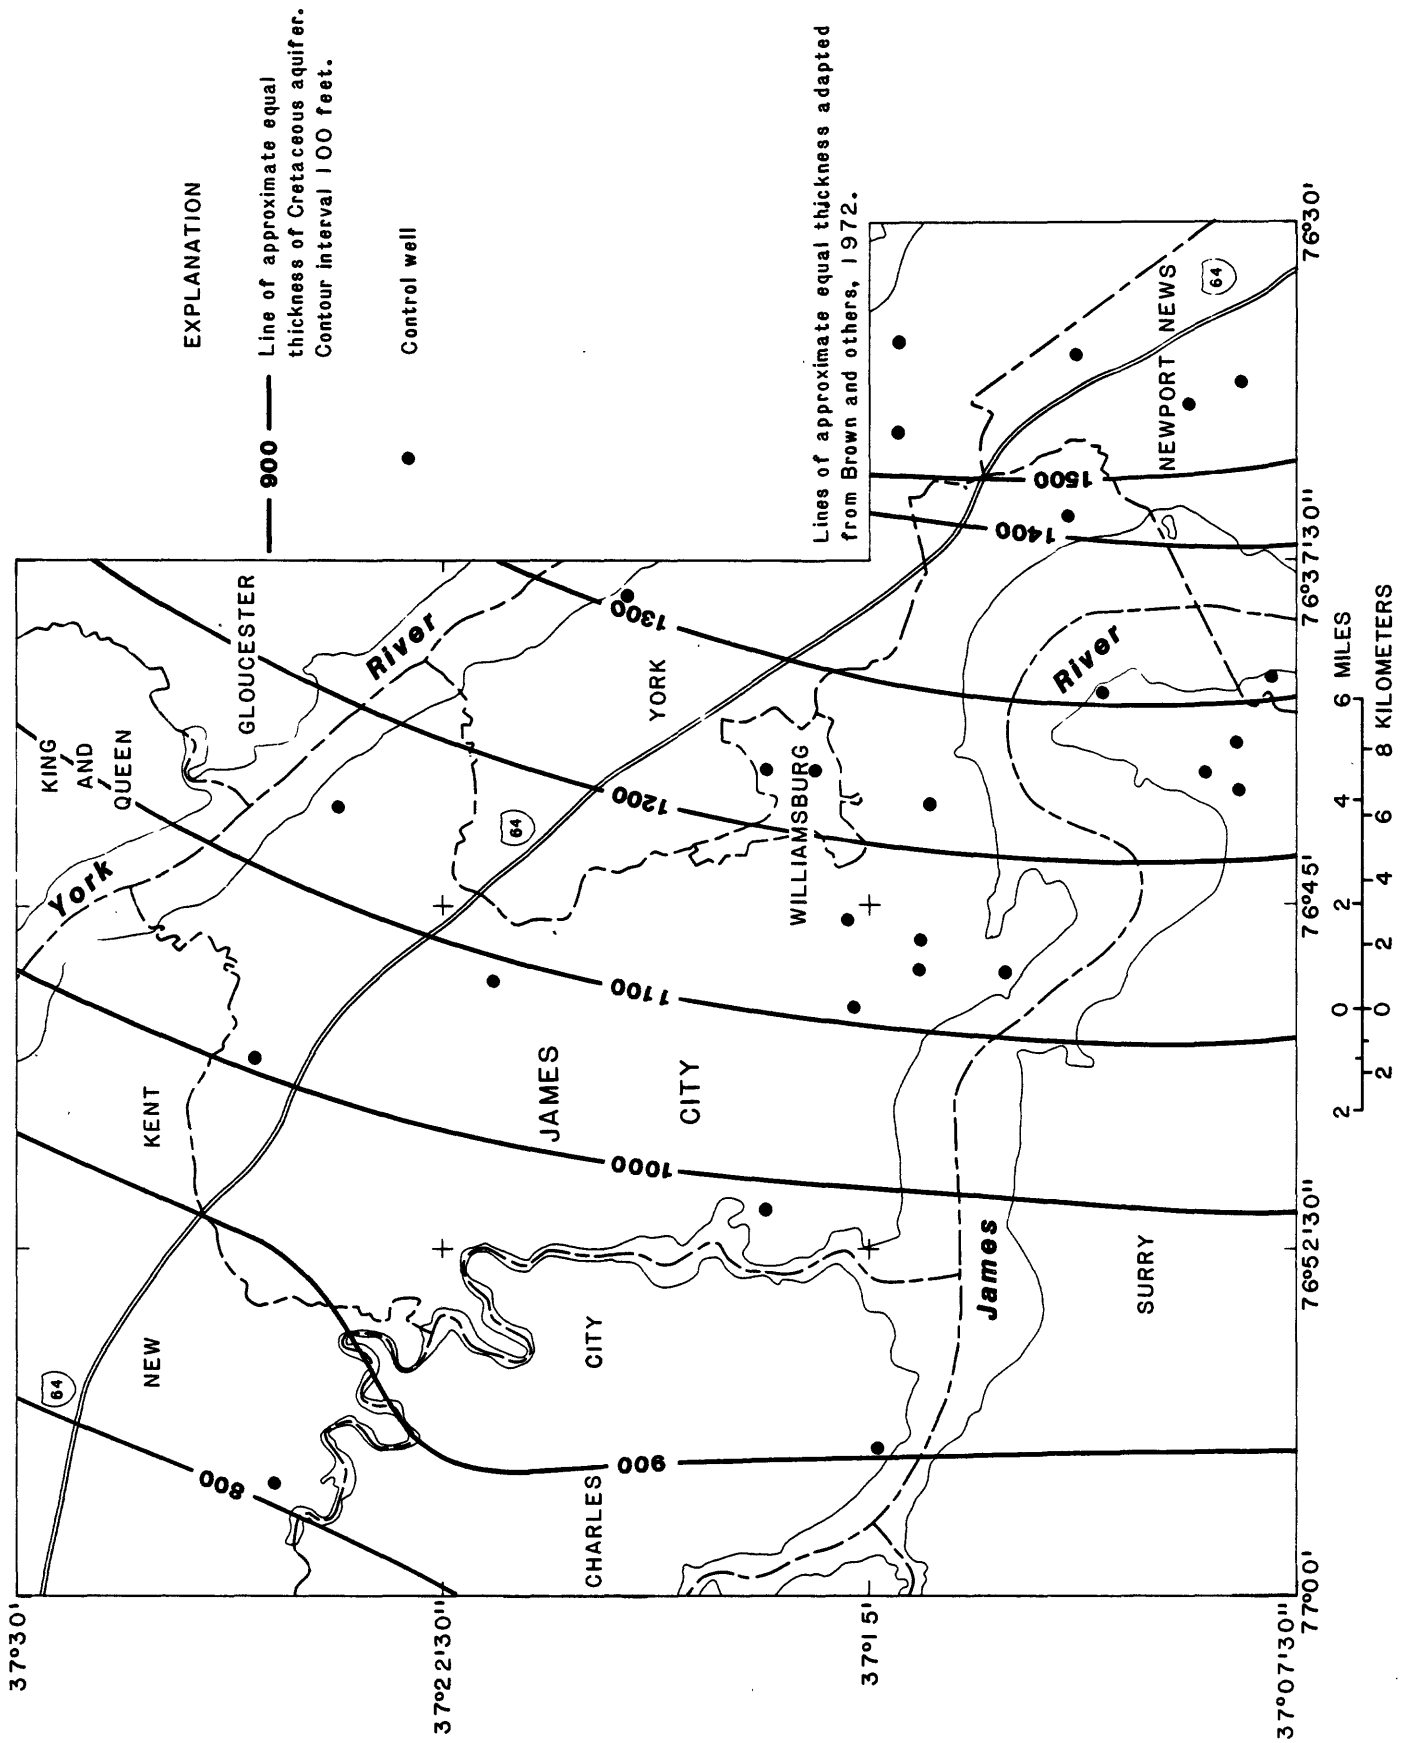 EXPLANATION
900
Line of approximate equal
thickness of Cretaceous aquifer.
Contour interval 100 feet.
Control well
Lines of approximate equal thickness adapted
from Brown and others, 1972.
37°30'
37°22'30"
37°15'
37°07'30"
77°00'
76°52'30"
76°45'
76°37'30"
76°30'
64
NEW
KENT
KING
AND
QUEEN
GLOUCESTER
York
River
800
900
1000
1100
1200
1300
1400
1500
64
CHARLES
CITY
JAMES
CITY
YORK
WILLIAMSBURG
James
River
SURRY
NEWPORT NEWS
64
2 0 2 4 6 MILES
2 0 2 4 6 8 KILOMETERS